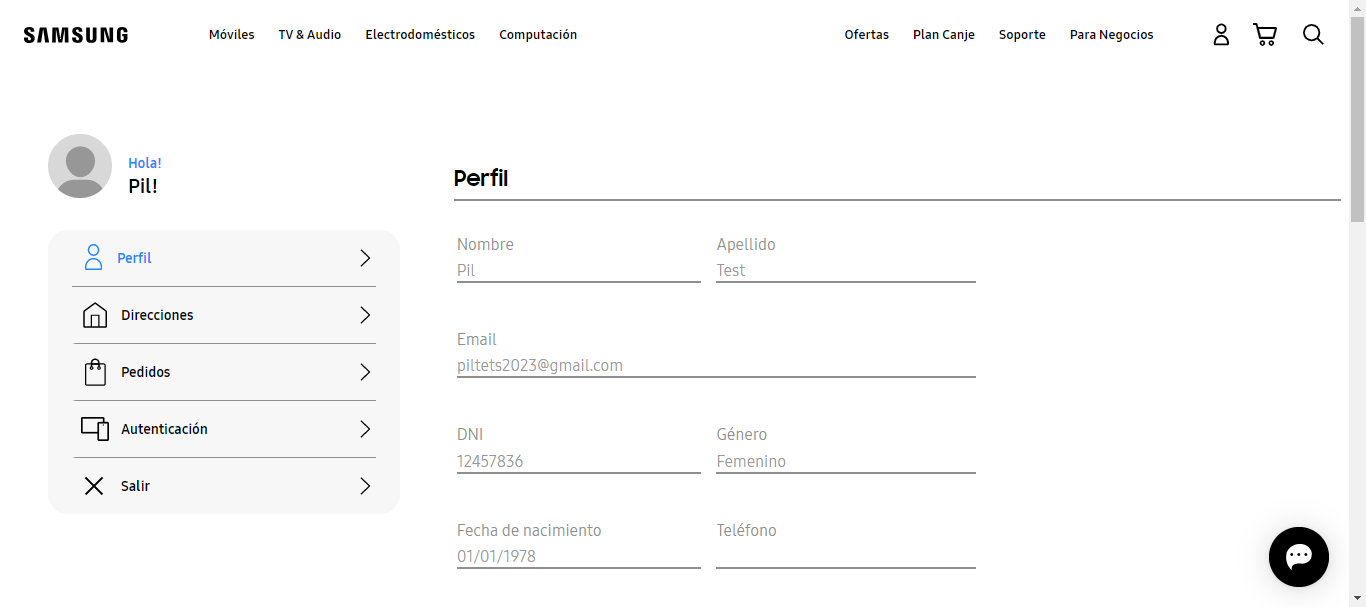 SAMSUNG Móviles TV & Audio Electrodomésticos Computación Ofertas Plan Canje Soporte Para Negocios
Hola!
Pil!
Perfil
Direcciones
Pedidos
Autenticación
Salir
Perfil
Nombre Apellido
Pil Test
Email
piltets2023@gmail.com
DNI Género
12457836 Femenino
Fecha de nacimiento Teléfono
01/01/1978